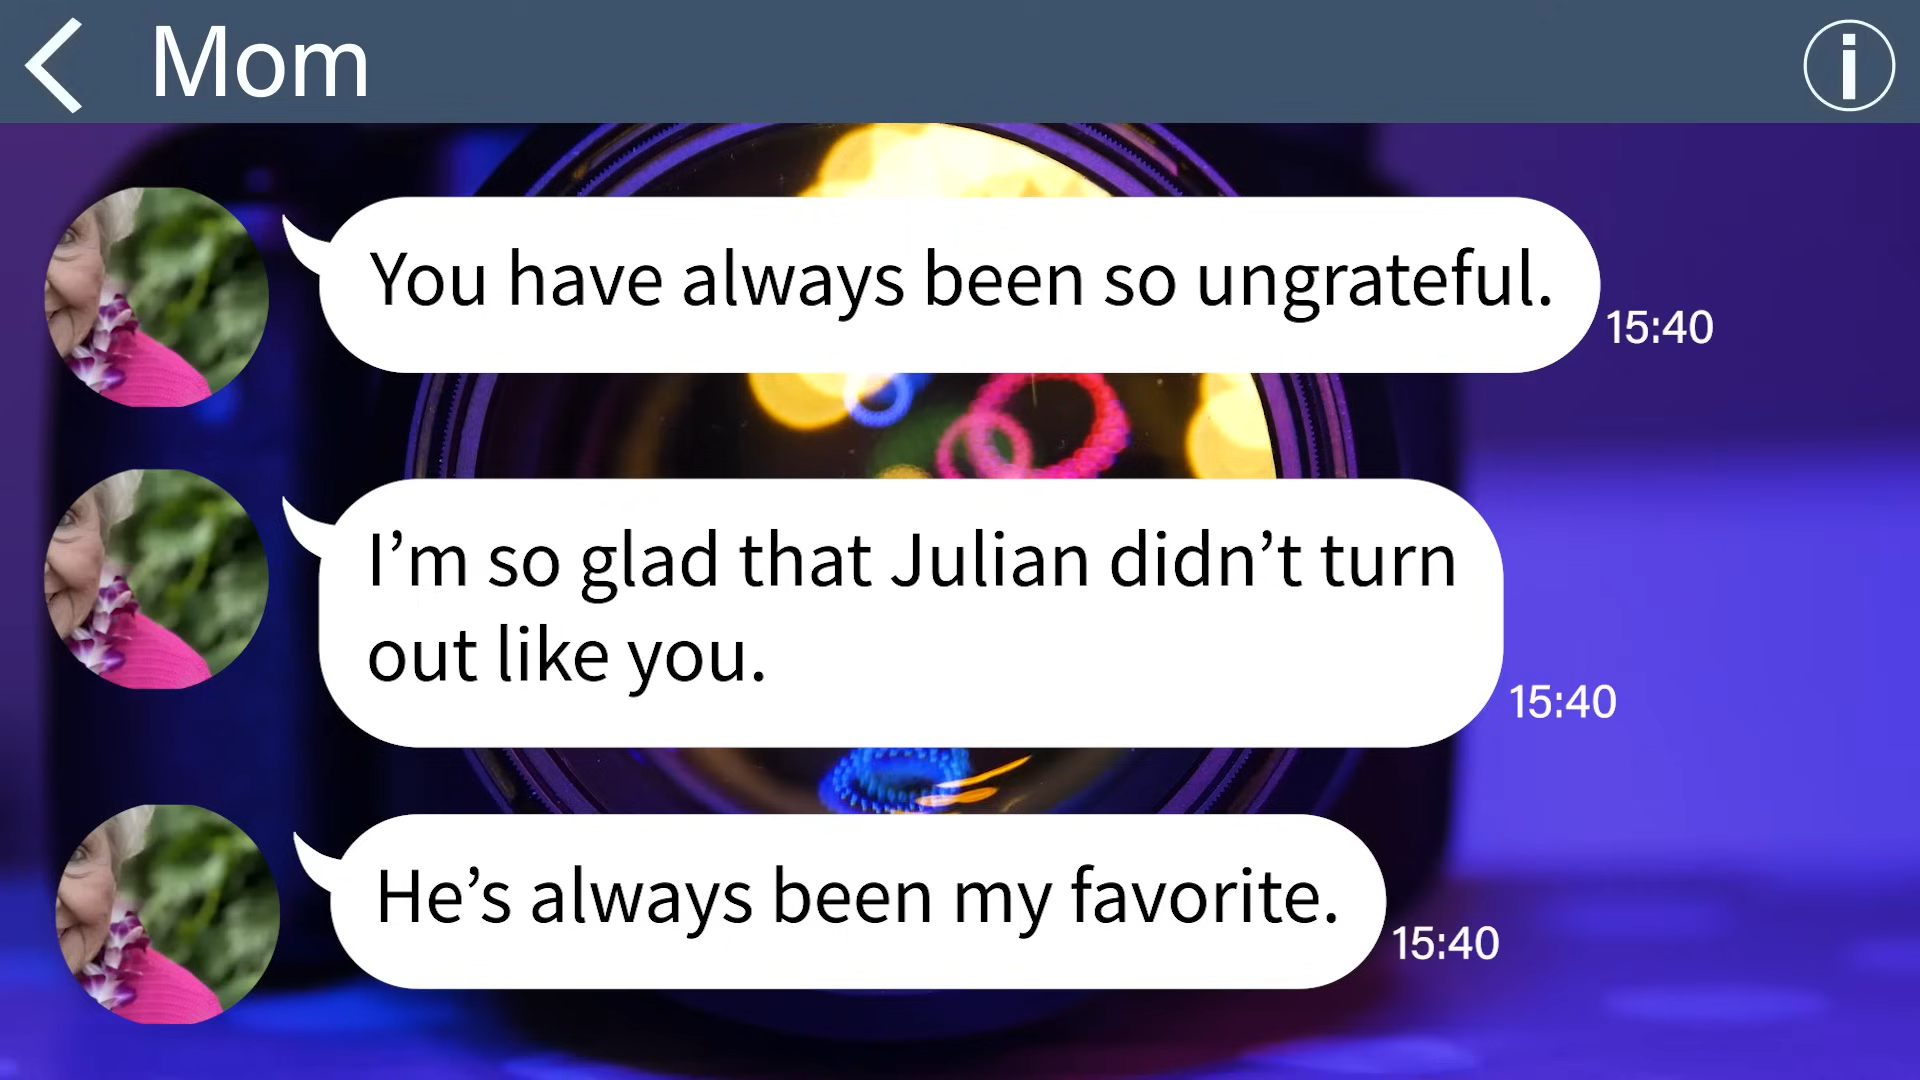 Mom
You have always been so ungrateful.
15:40
I’m so glad that Julian didn’t turn
out like you.
15:40
He’s always been my favorite.
15:40